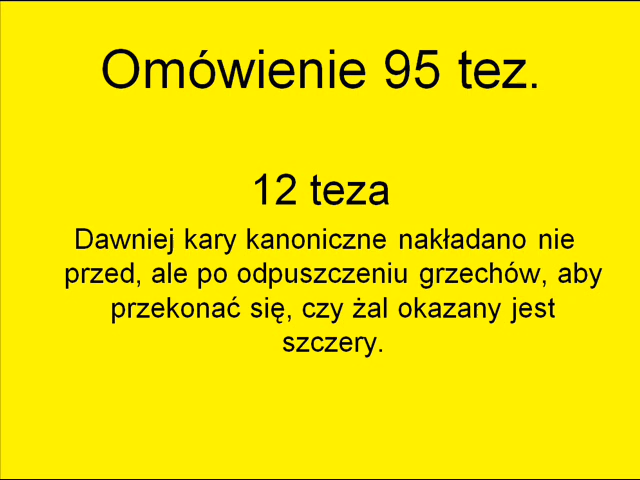 Omówienie 95 tez.
12 teza
Dawniej kary kanoniczne nakładano nie
przed, ale po odpuszczeniu grzechów, aby
przekonać się, czy żal okazany jest
szczery.